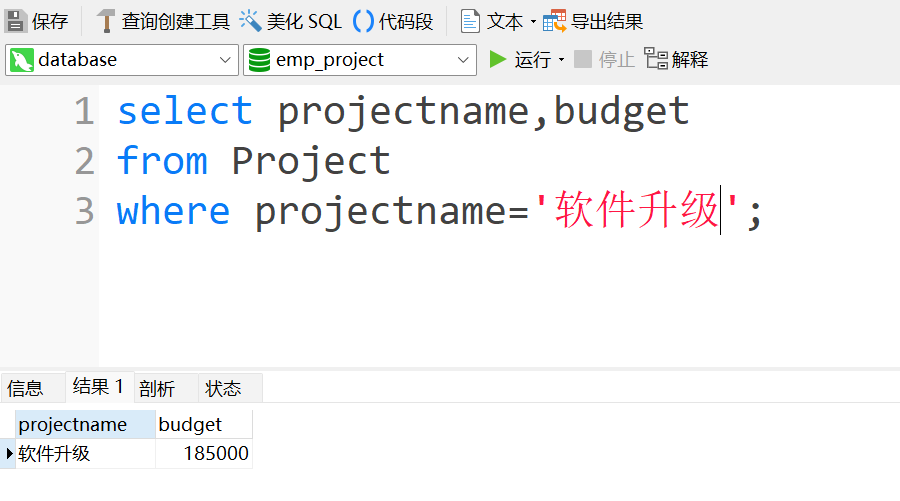 保存 查询创建工具 美化 SQL () 代码段 文本 导出结果
database emp_project 运行 停止 解释
1 select projectname,budget
2 from Project
3 where projectname='软件升级';
信息 结果 1 剖析 状态
projectname budget
软件升级 185000